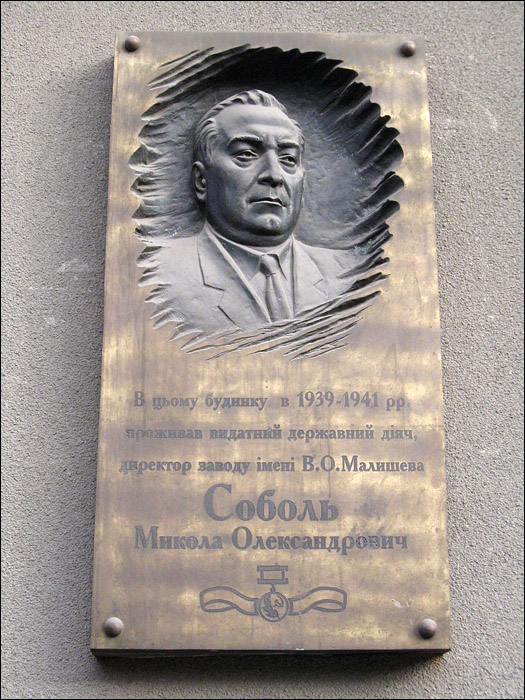 В цьому будинку в 1939-1941 рр.
проживав видатний державний діяч,
директор заводу імені В.О.Малишева
Соболь
Микола Олександрович